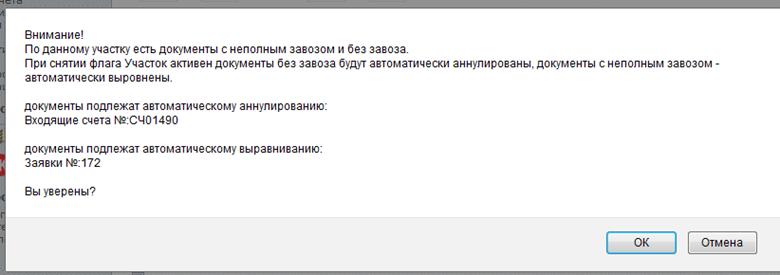 Внимание!
По данному участку есть документы с неполным завозом и без завоза.
При снятии флага Участок активен документы без завоза будут автоматически аннулированы, документы с неполным завозом -
автоматически выровнены.
документы подлежат автоматическому аннулированию:
Входящие счета №:СЧ01490
документы подлежат автоматическому выравниванию:
Заявки №:172
Вы уверены?
ОК
Отмена